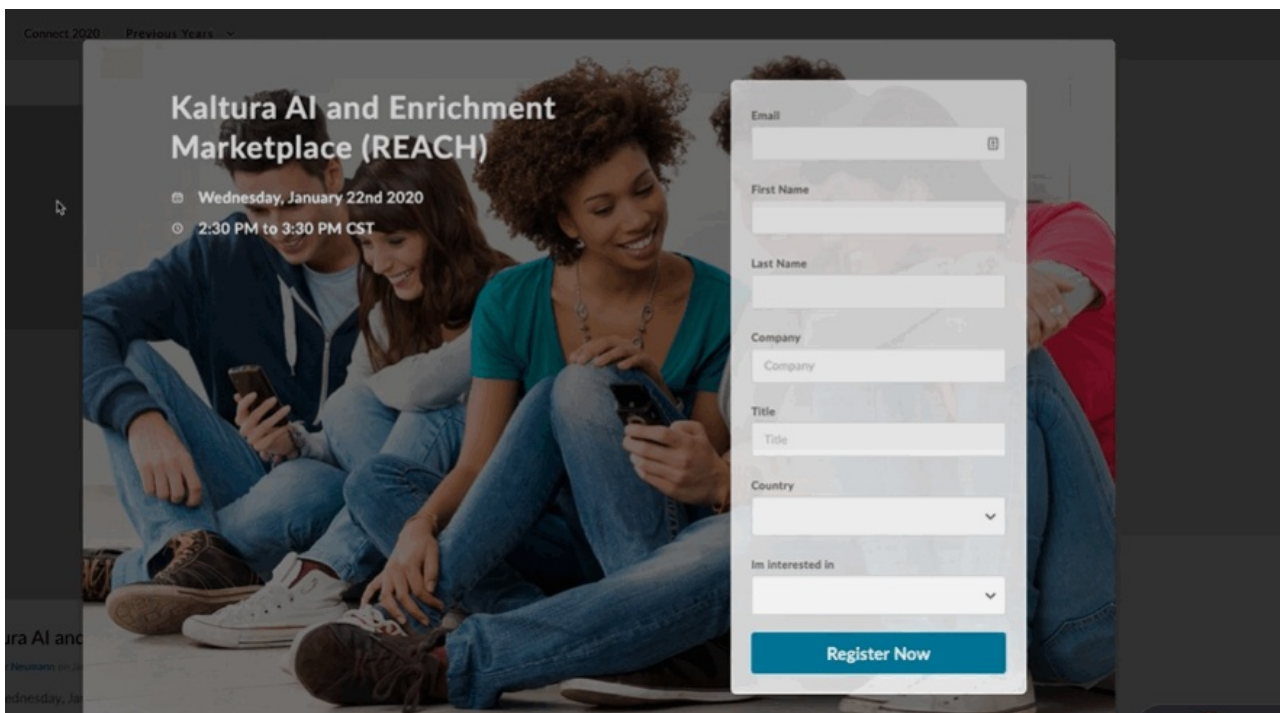 Connect 2020 Previous Years
Kaltura AI and Enrichment
Marketplace (REACH)
Wednesday, January 22nd 2020
2:30 PM to 3:30 PM CST
Email
First Name
Last Name
Company
Company
Title
Title
Country
Im interested in
Register Now
ura AI and
Neumann on
ednesday, Ja